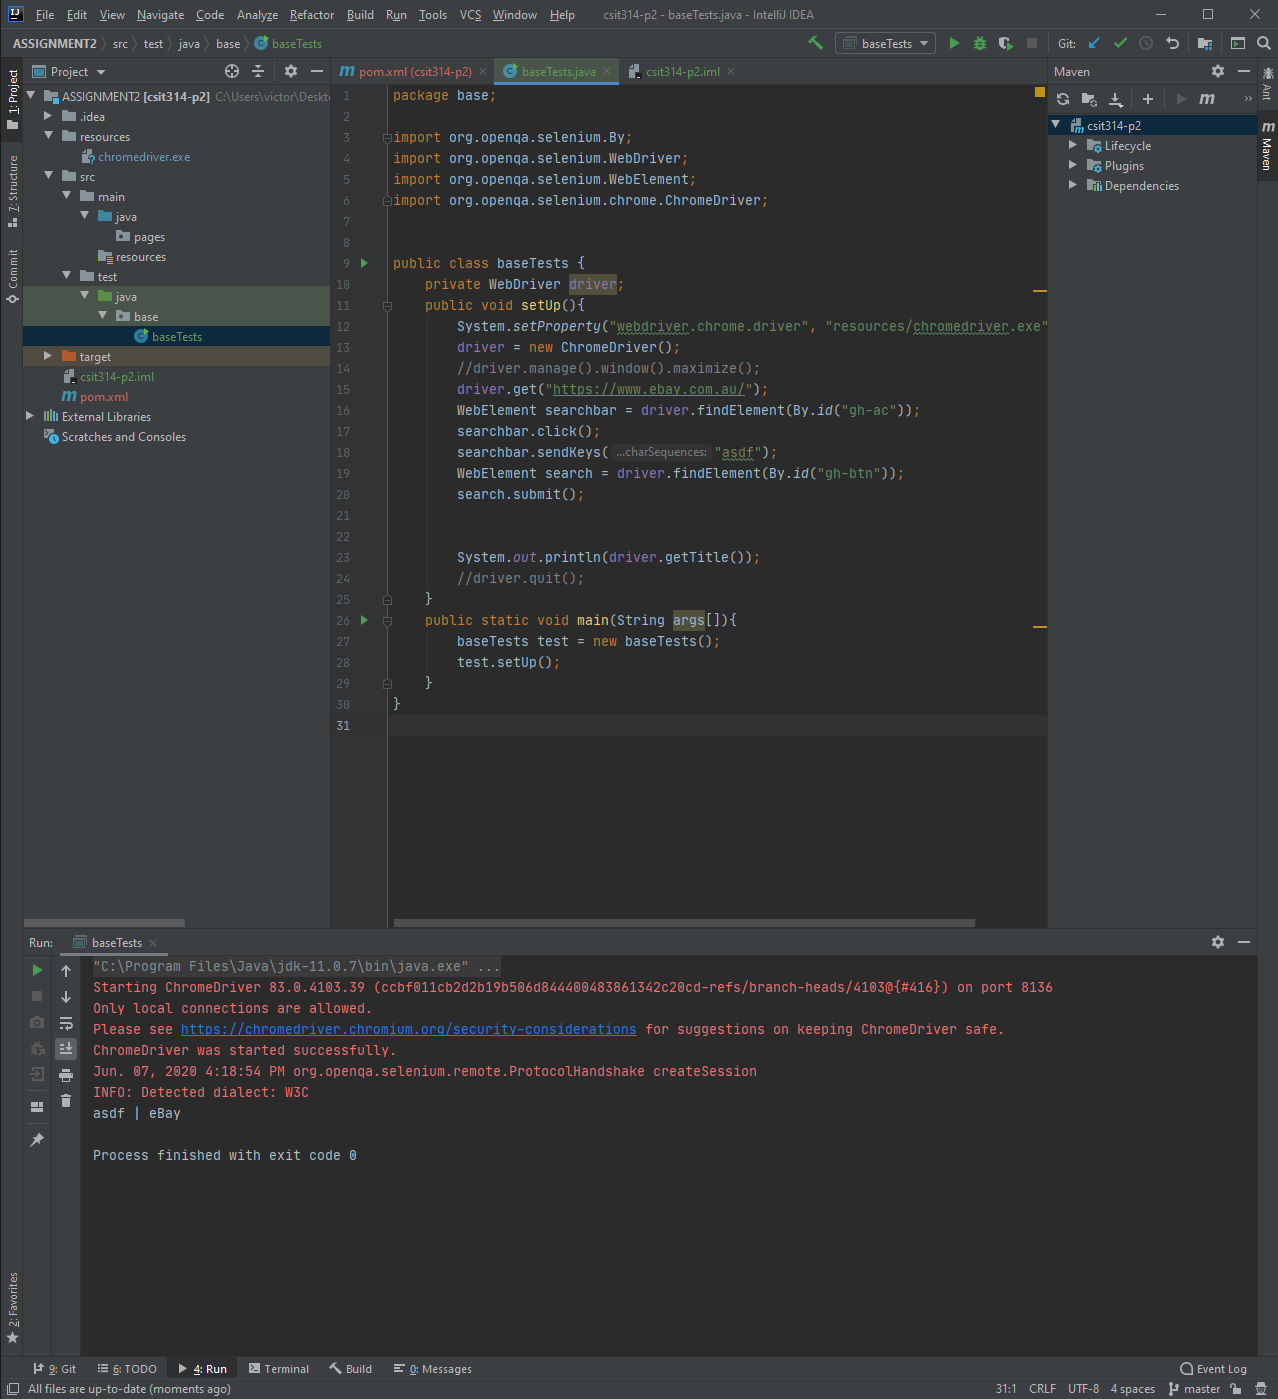 File Edit View Navigate Code Analyze Refactor Build Run Tools VCS Window Help csit314-p2 - baseTests.java - IntelliJ IDEA
ASSIGNMENT2 src test java base baseTests baseTests Git:
Project pom.xml (csit314-p2) baseTests.java csit314-p2.iml Maven
1: Project
7: Structure
Commit
2: Favorites
ASSIGNMENT2 [csit314-p2] C:\Users\victor\Deskto
.idea
resources
chromedriver.exe
src
main
java
pages
resources
test
java
base
baseTests
target
csit314-p2.iml
pom.xml
External Libraries
Scratches and Consoles
1 package base;
2
3 import org.openqa.selenium.By;
4 import org.openqa.selenium.WebDriver;
5 import org.openqa.selenium.WebElement;
6 import org.openqa.selenium.chrome.ChromeDriver;
7
8
9 public class baseTests {
10 private WebDriver driver;
11 public void setUp(){
12 System.setProperty("webdriver.chrome.driver", "resources/chromedriver.exe"
13 driver = new ChromeDriver();
14 //driver.manage().window().maximize();
15 driver.get("https://www.ebay.com.au/");
16 WebElement searchbar = driver.findElement(By.id("gh-ac"));
17 searchbar.click();
18 searchbar.sendKeys( ...charSequences: "asdf");
19 WebElement search = driver.findElement(By.id("gh-btn"));
20 search.submit();
21
22
23 System.out.println(driver.getTitle());
24 //driver.quit();
25 }
26 public static void main(String args[]){
27 baseTests test = new baseTests();
28 test.setUp();
29 }
30 }
31
csit314-p2
Lifecycle
Plugins
Dependencies
Ant
Maven
Run: baseTests
"C:\Program Files\Java\jdk-11.0.7\bin\java.exe" ...
Starting ChromeDriver 83.0.4103.39 (ccbf011cb2d2b19b506d844400483861342c20cd-refs/branch-heads/4103@{#416}) on port 8136
Only local connections are allowed.
Please see https://chromedriver.chromium.org/security-considerations for suggestions on keeping ChromeDriver safe.
ChromeDriver was started successfully.
Jun. 07, 2020 4:18:54 PM org.openqa.selenium.remote.ProtocolHandshake createSession
INFO: Detected dialect: W3C
asdf | eBay
Process finished with exit code 0
9: Git 6: TODO 4: Run Terminal Build 0: Messages Event Log
All files are up-to-date (moments ago) 31:1 CRLF UTF-8 4 spaces master